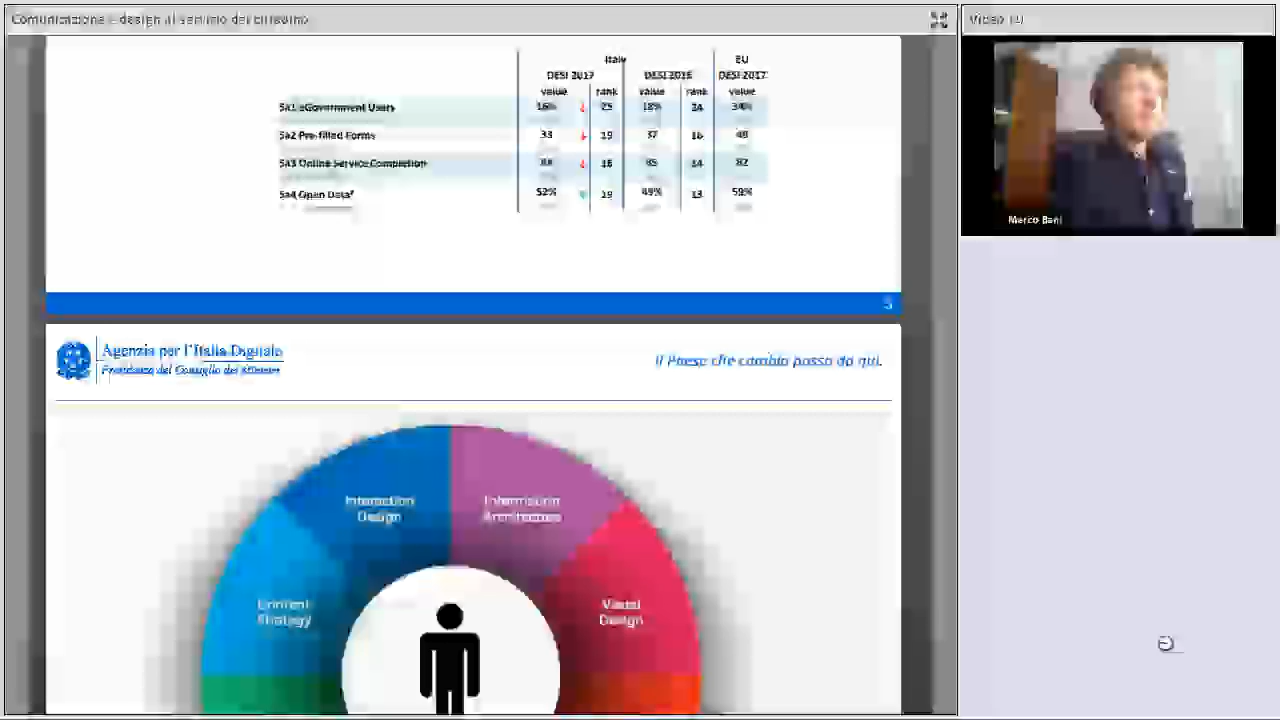 Comunicazione e design al servizio del cittadino
Video (1)
Italy EU
DESI 2017 DESI 2016 DESI 2017
value rank value rank value
5a1 eGovernment Users 16% 25 18% 24 34%
5a2 Pre-filled Forms 33 19 37 16 49
5a3 Online Service Completion 16 85 14 82
5a4 Open Data 52% 19 49% 13 59%
3
Agenzia per l'Italia Digitale
Presidenza del Consiglio dei Ministri
Il Paese che cambia passa da qui.
Interaction
Design
Information
Architecture
Content
Strategy
Visual
Design
Marco Bani